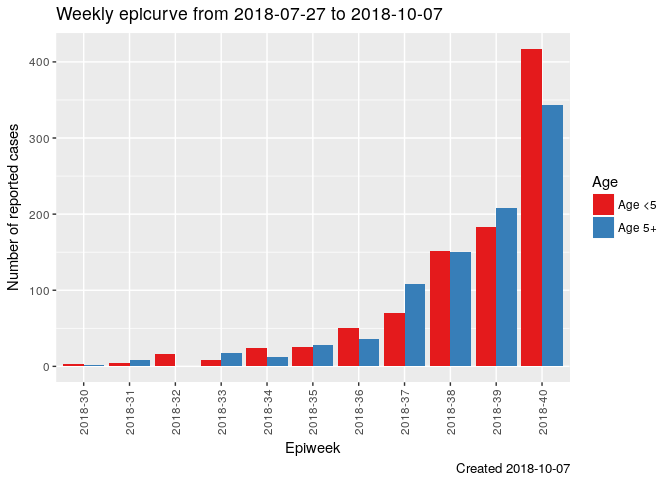 Weekly epicurve from 2018-07-27 to 2018-10-07
Number of reported cases
400
300
200
100
0
2018-30
2018-31
2018-32
2018-33
2018-34
2018-35
2018-36
2018-37
2018-38
2018-39
2018-40
Epiweek
Age
Age <5
Age 5+
Created 2018-10-07